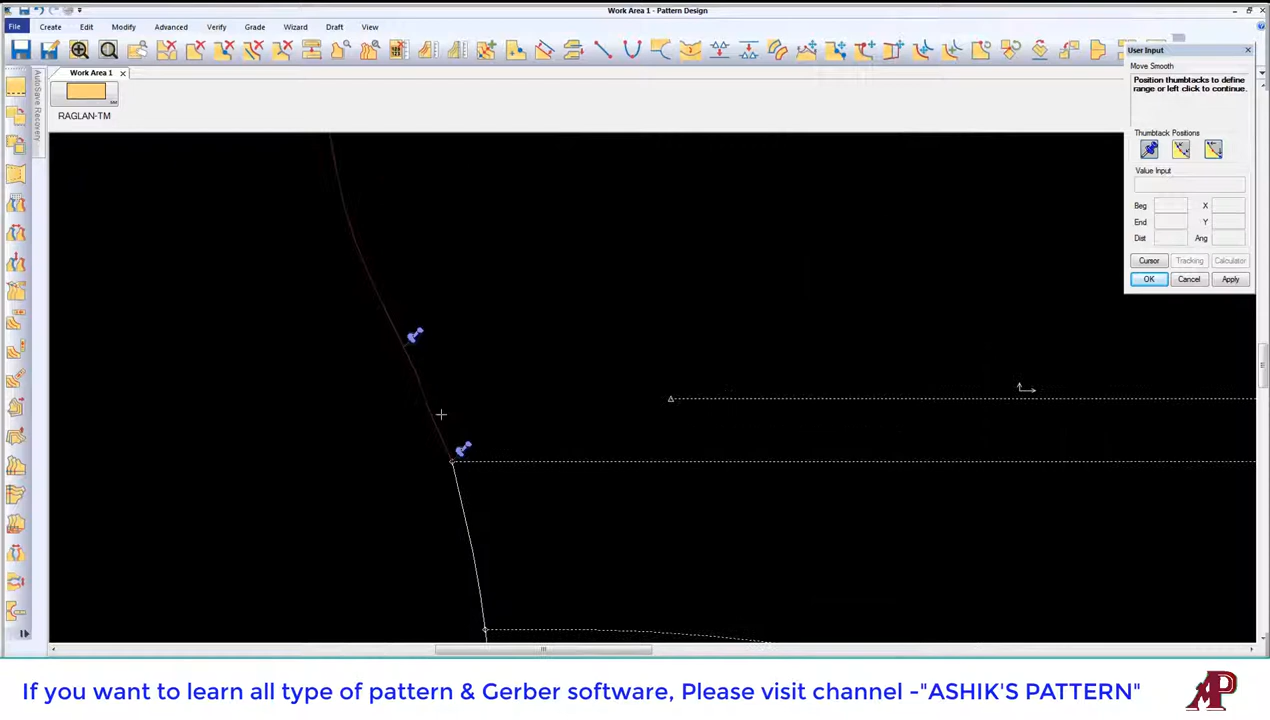 Work Area 1 - Pattern Design
File Create Edit Modify Advanced Verify Grade Wizard Draft View
Work Area 1
AutoSave Recovery
RAGLAN-TM
User Input
Move Smooth
Position thumbtacks to define
range or left click to continue.
Thumbtack Positions
Value Input
Beg X
End Y
Dist Ang
Cursor Tracking Calculator
OK Cancel Apply
If you want to learn all type of pattern & Gerber software, Please visit channel -"ASHIK'S PATTERN"
AP